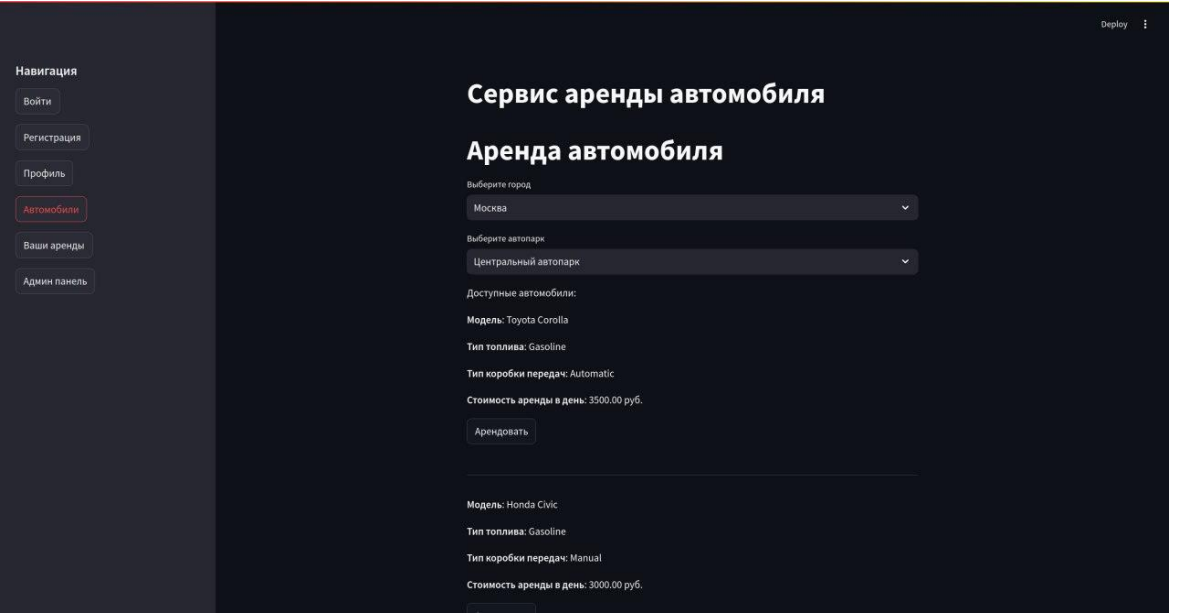 Deploy
Навигация
Войти
Регистрация
Профиль
Автомобили
Ваши аренды
Админ панель
Сервис аренды автомобиля
Аренда автомобиля
Выберите город
Москва
Выберите автопарк
Центральный автопарк
Доступные автомобили:
Модель: Toyota Corolla
Тип топлива: Gasoline
Тип коробки передач: Automatic
Стоимость аренды в день: 3500.00 руб.
Арендовать
Модель: Honda Civic
Тип топлива: Gasoline
Тип коробки передач: Manual
Стоимость аренды в день: 3000.00 руб.